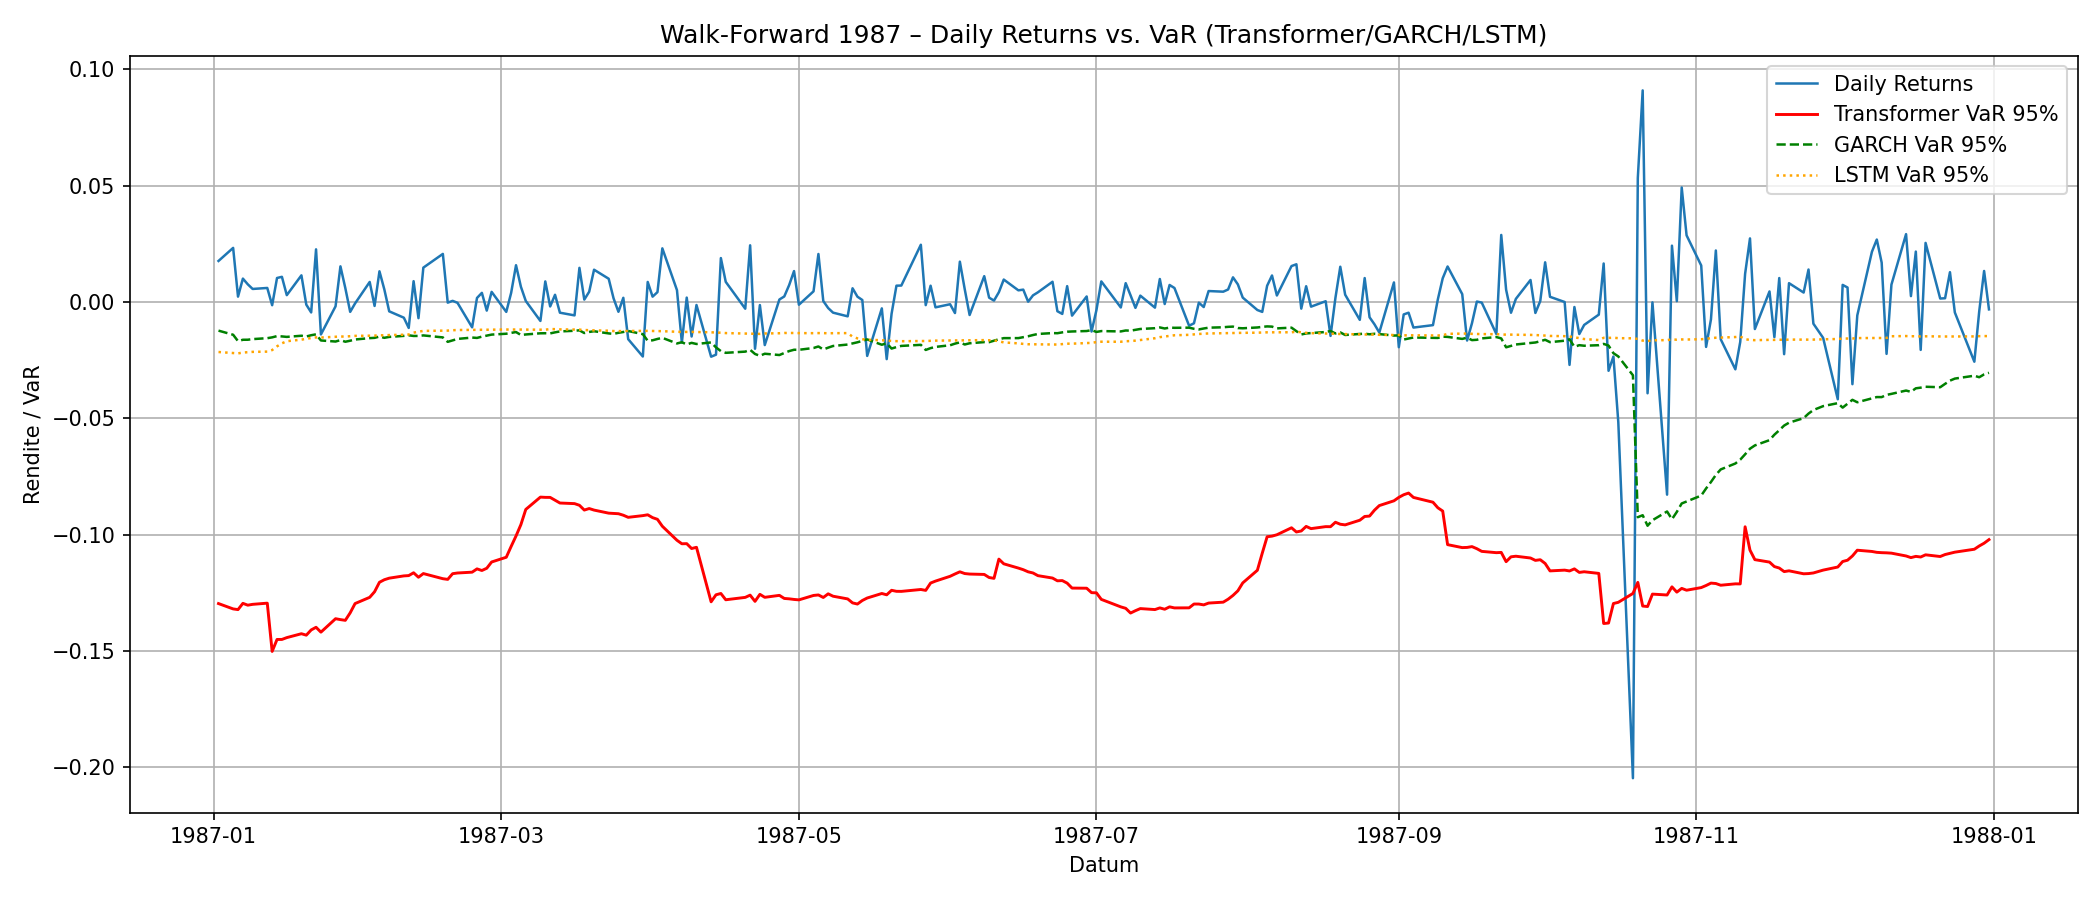 Walk-Forward 1987 – Daily Returns vs. VaR (Transformer/GARCH/LSTM)
Daily Returns
Transformer VaR 95%
GARCH VaR 95%
LSTM VaR 95%
Rendite / VaR
0.10
0.05
0.00
−0.05
−0.10
−0.15
−0.20
1987-01 1987-03 1987-05 1987-07 1987-09 1987-11 1988-01
Datum